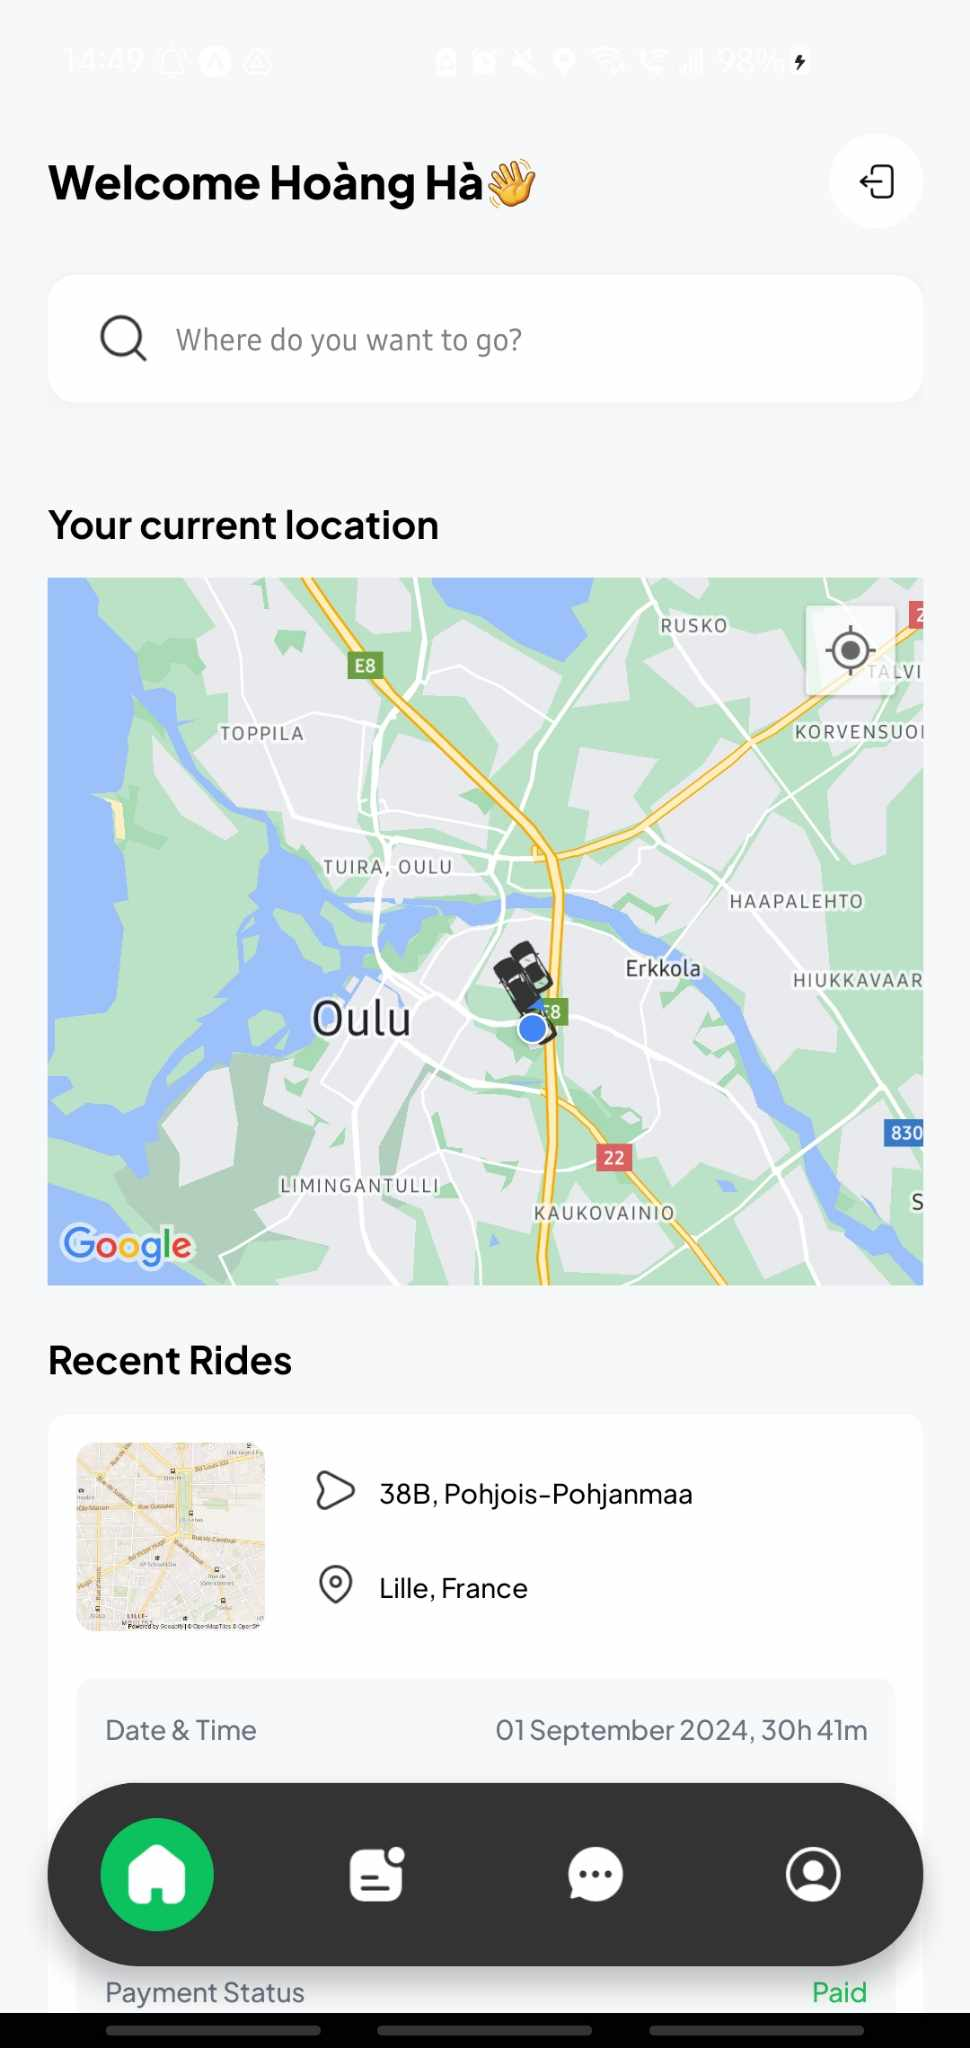 14:49 98%
Welcome Hoàng Hà👋
Where do you want to go?
Your current location
RUSKO
2
E8
TALVI
TOPPILA
KORVENSUO
TUIRA, OULU
HAAPALEHTO
Erkkola
HIUKKAVAAR
Oulu
E8
830
22
LIMINGANTULLI
S
KAUKOVAINIO
Google
Recent Rides
38B, Pohjois-Pohjanmaa
Lille, France
Date & Time 01 September 2024, 30h 41m
Payment Status Paid